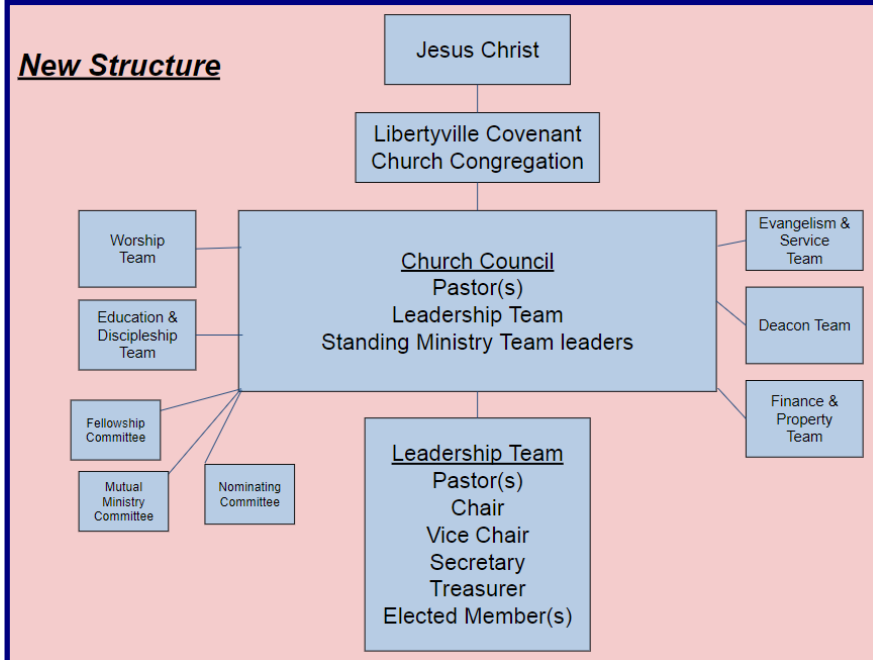 New Structure
Jesus Christ
Libertyville Covenant
Church Congregation
Worship
Team
Education &
Discipleship
Team
Fellowship
Committee
Mutual
Ministry
Committee
Nominating
Committee
Church Council
Pastor(s)
Leadership Team
Standing Ministry Team leaders
Evangelism &
Service
Team
Deacon Team
Finance &
Property
Team
Leadership Team
Pastor(s)
Chair
Vice Chair
Secretary
Treasurer
Elected Member(s)